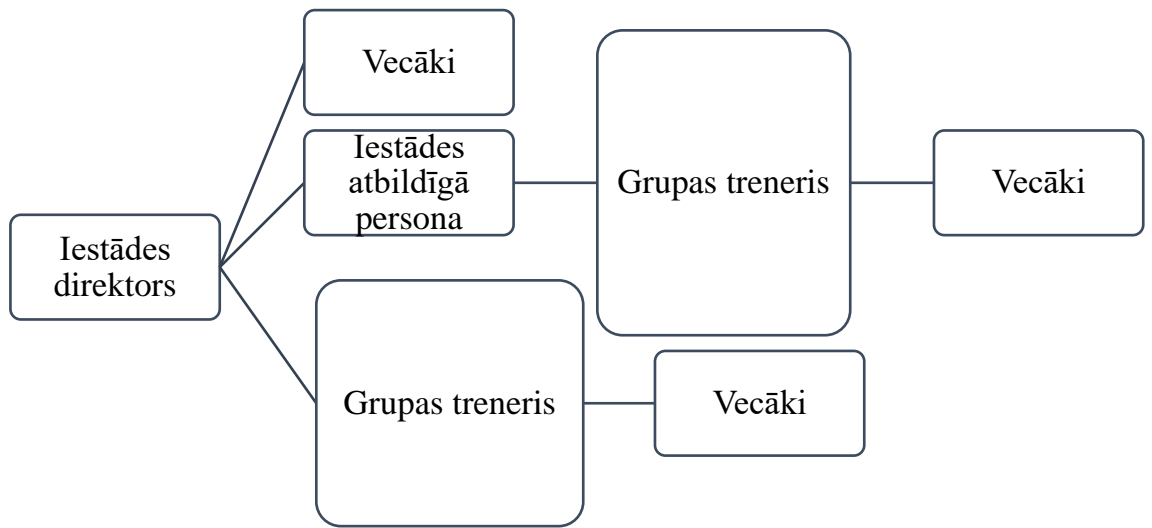 Vecāki
Iestādes
atbildīgā
persona
Grupas treneris
Vecāki
Iestādes
direktors
Grupas treneris
Vecāki